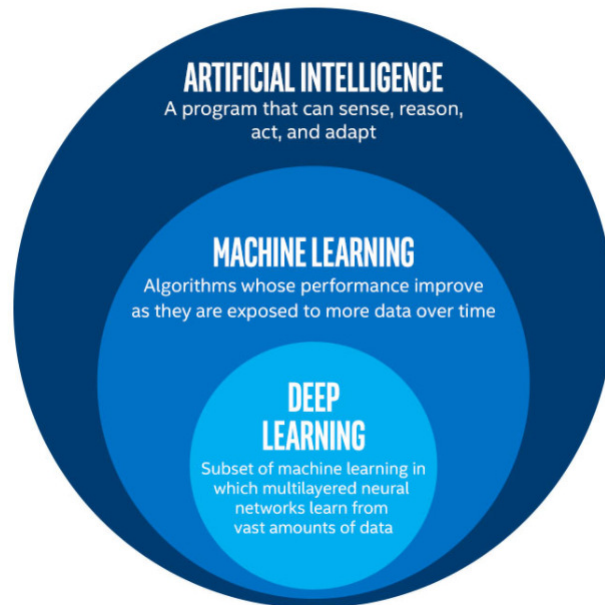 ARTIFICIAL INTELLIGENCE
A program that can sense, reason,
act, and adapt
MACHINE LEARNING
Algorithms whose performance improve
as they are exposed to more data over time
DEEP
LEARNING
Subset of machine learning in
which multilayered neural
networks learn from
vast amounts of data